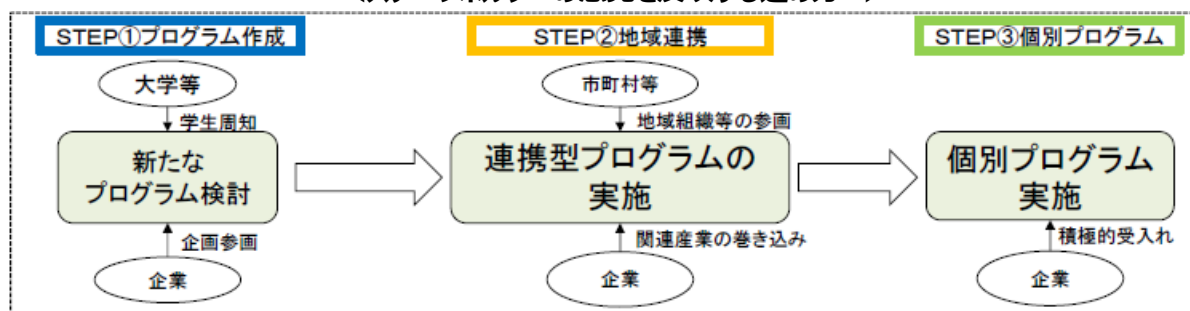 STEP①プログラム作成
大学等
学生周知
新たな
プログラム検討
企画参画
企業
STEP②地域連携
市町村等
地域組織等の参画
連携型プログラムの
実施
関連産業の巻き込み
企業
STEP③個別プログラム
個別プログラム
実施
積極的受入れ
企業